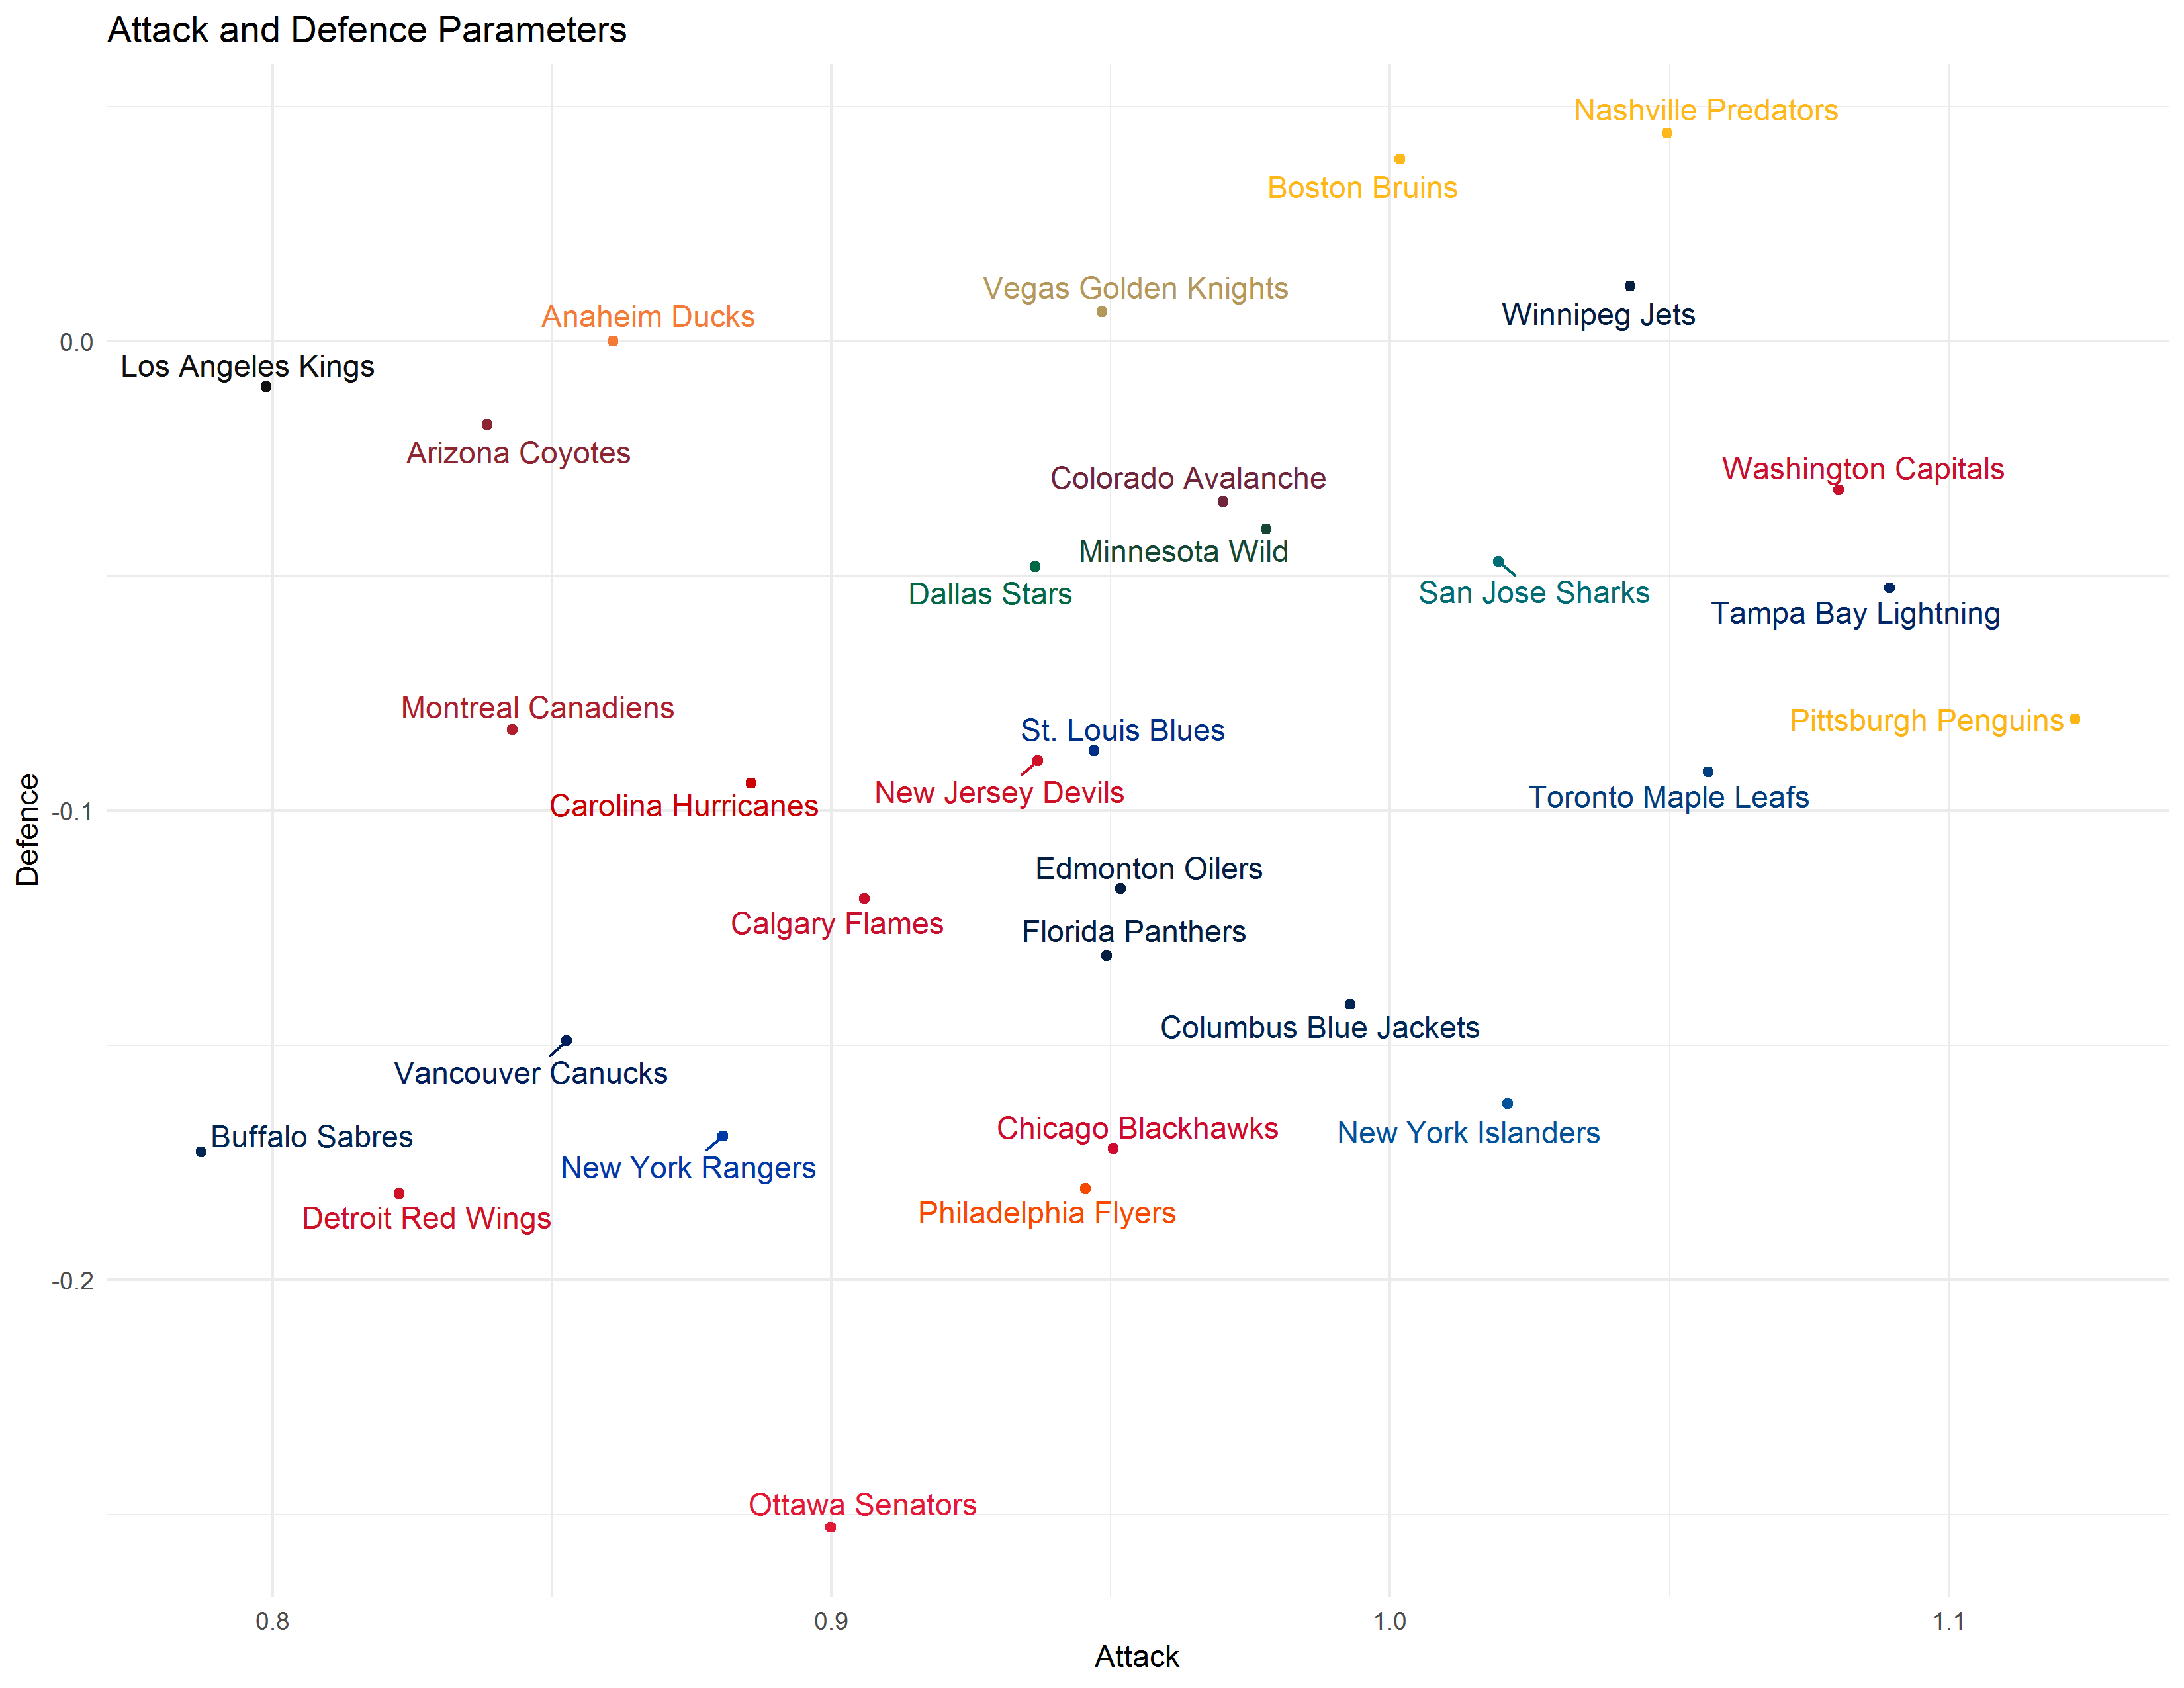 Attack and Defence Parameters
Nashville Predators
Boston Bruins
Vegas Golden Knights
Winnipeg Jets
Anaheim Ducks
0.0
Los Angeles Kings
Arizona Coyotes
Washington Capitals
Colorado Avalanche
Minnesota Wild
San Jose Sharks
Dallas Stars
Tampa Bay Lightning
Montreal Canadiens
Pittsburgh Penguins
St. Louis Blues
New Jersey Devils
Toronto Maple Leafs
Carolina Hurricanes
-0.1
Defence
Edmonton Oilers
Calgary Flames
Florida Panthers
Columbus Blue Jackets
Vancouver Canucks
Chicago Blackhawks
New York Islanders
Buffalo Sabres
New York Rangers
Philadelphia Flyers
Detroit Red Wings
-0.2
Ottawa Senators
0.8
0.9
1.0
1.1
Attack